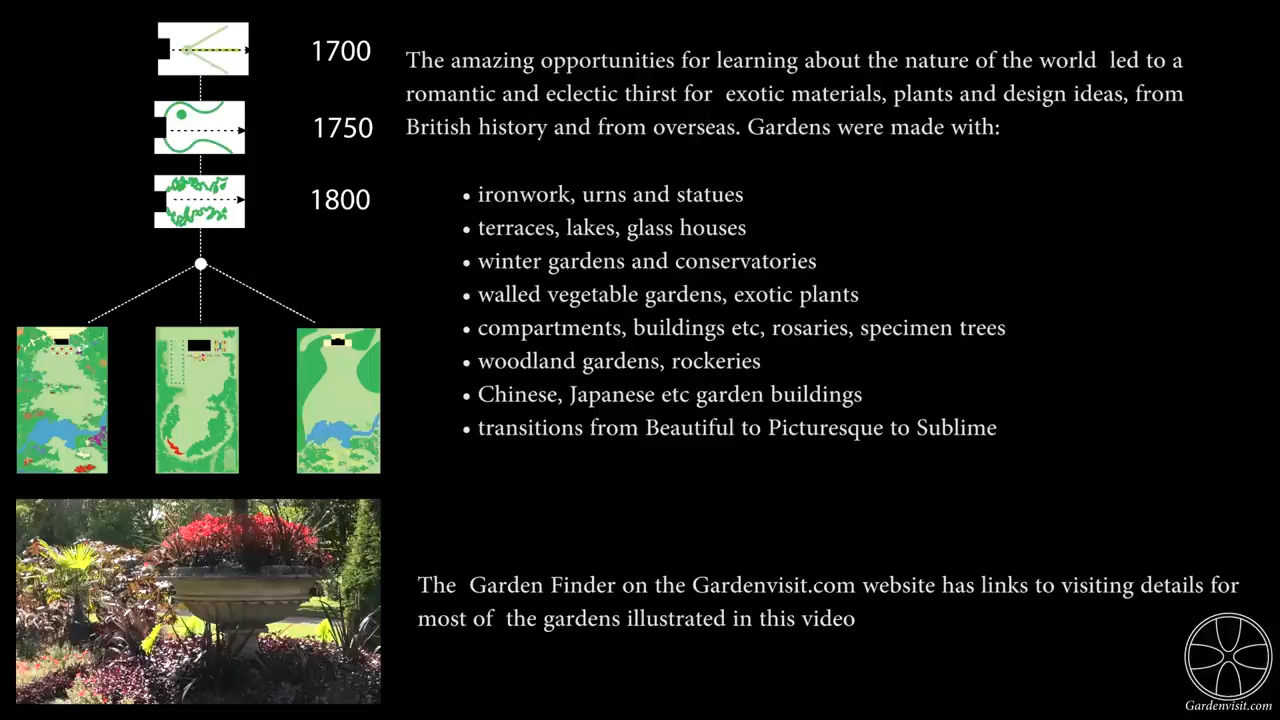 1700
1750
1800
The amazing opportunities for learning about the nature of the world led to a
romantic and eclectic thirst for exotic materials, plants and design ideas, from
British history and from overseas. Gardens were made with:
• ironwork, urns and statues
• terraces, lakes, glass houses
• winter gardens and conservatories
• walled vegetable gardens, exotic plants
• compartments, buildings etc, rosaries, specimen trees
• woodland gardens, rockeries
• Chinese, Japanese etc garden buildings
• transitions from Beautiful to Picturesque to Sublime
The Garden Finder on the Gardenvisit.com website has links to visiting details for
most of the gardens illustrated in this video
Gardenvisit.com